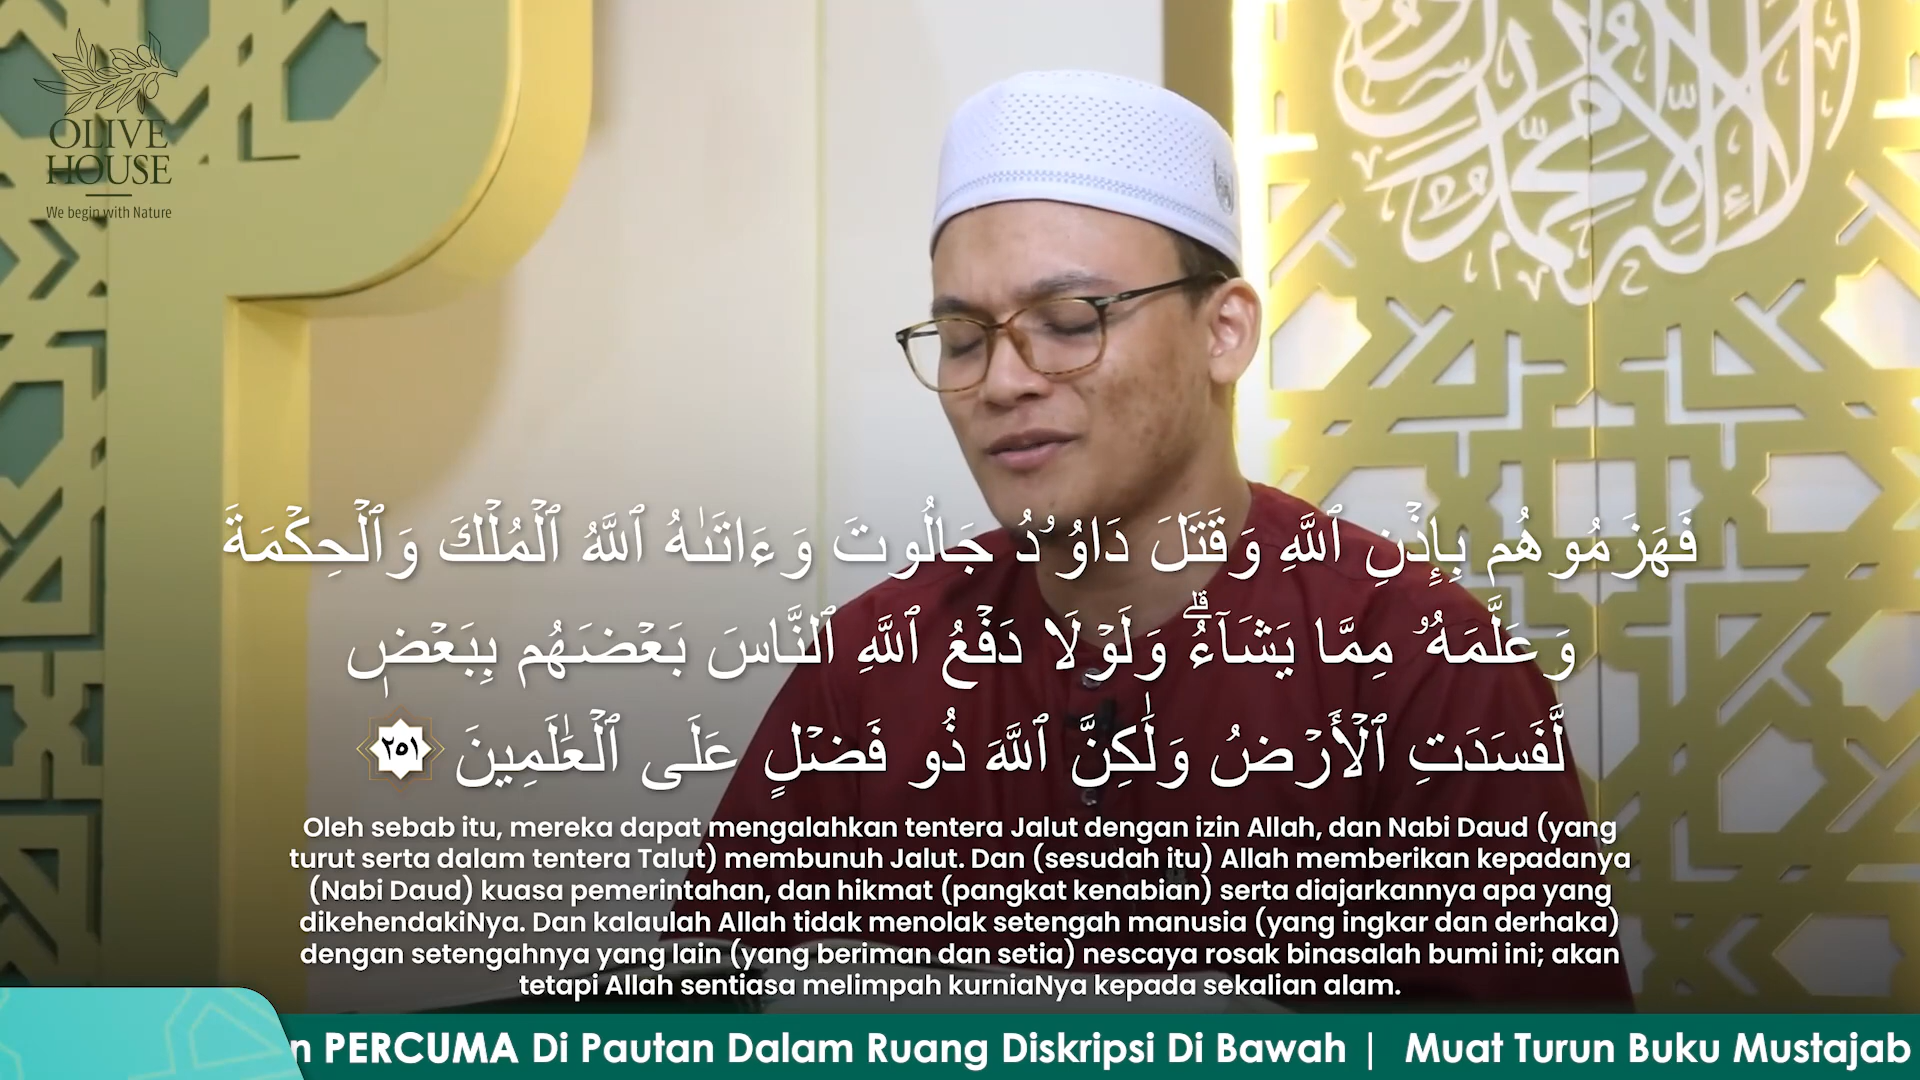 OLIVE
HOUSE
We begin with Nature
فَهَزَمُوهُم بِإِذۡنِ ٱللَّهِ وَقَتَلَ دَاوُۥدُ جَالُوتَ وَءَاتَىٰهُ ٱللَّهُ ٱلۡمُلۡكَ وَٱلۡحِكۡمَةَ
وَعَلَّمَهُۥ مِمَّا يَشَآءُۗ وَلَوۡلَا دَفۡعُ ٱللَّهِ ٱلنَّاسَ بَعۡضَهُم بِبَعۡضٖ
لَّفَسَدَتِ ٱلۡأَرۡضُ وَلَٰكِنَّ ٱللَّهَ ذُو فَضۡلٍ عَلَى ٱلۡعَٰلَمِينَ ٢٥١
Oleh sebab itu, mereka dapat mengalahkan tentera Jalut dengan izin Allah, dan Nabi Daud (yang
turut serta dalam tentera Talut) membunuh Jalut. Dan (sesudah itu) Allah memberikan kepadanya
(Nabi Daud) kuasa pemerintahan, dan hikmat (pangkat kenabian) serta diajarkannya apa yang
dikehendakiNya. Dan kalaulah Allah tidak menolak setengah manusia (yang ingkar dan derhaka)
dengan setengahnya yang lain (yang beriman dan setia) nescaya rosak binasalah bumi ini; akan
tetapi Allah sentiasa melimpah kurniaNya kepada sekalian alam.
n PERCUMA Di Pautan Dalam Ruang Diskripsi Di Bawah | Muat Turun Buku Mustajab